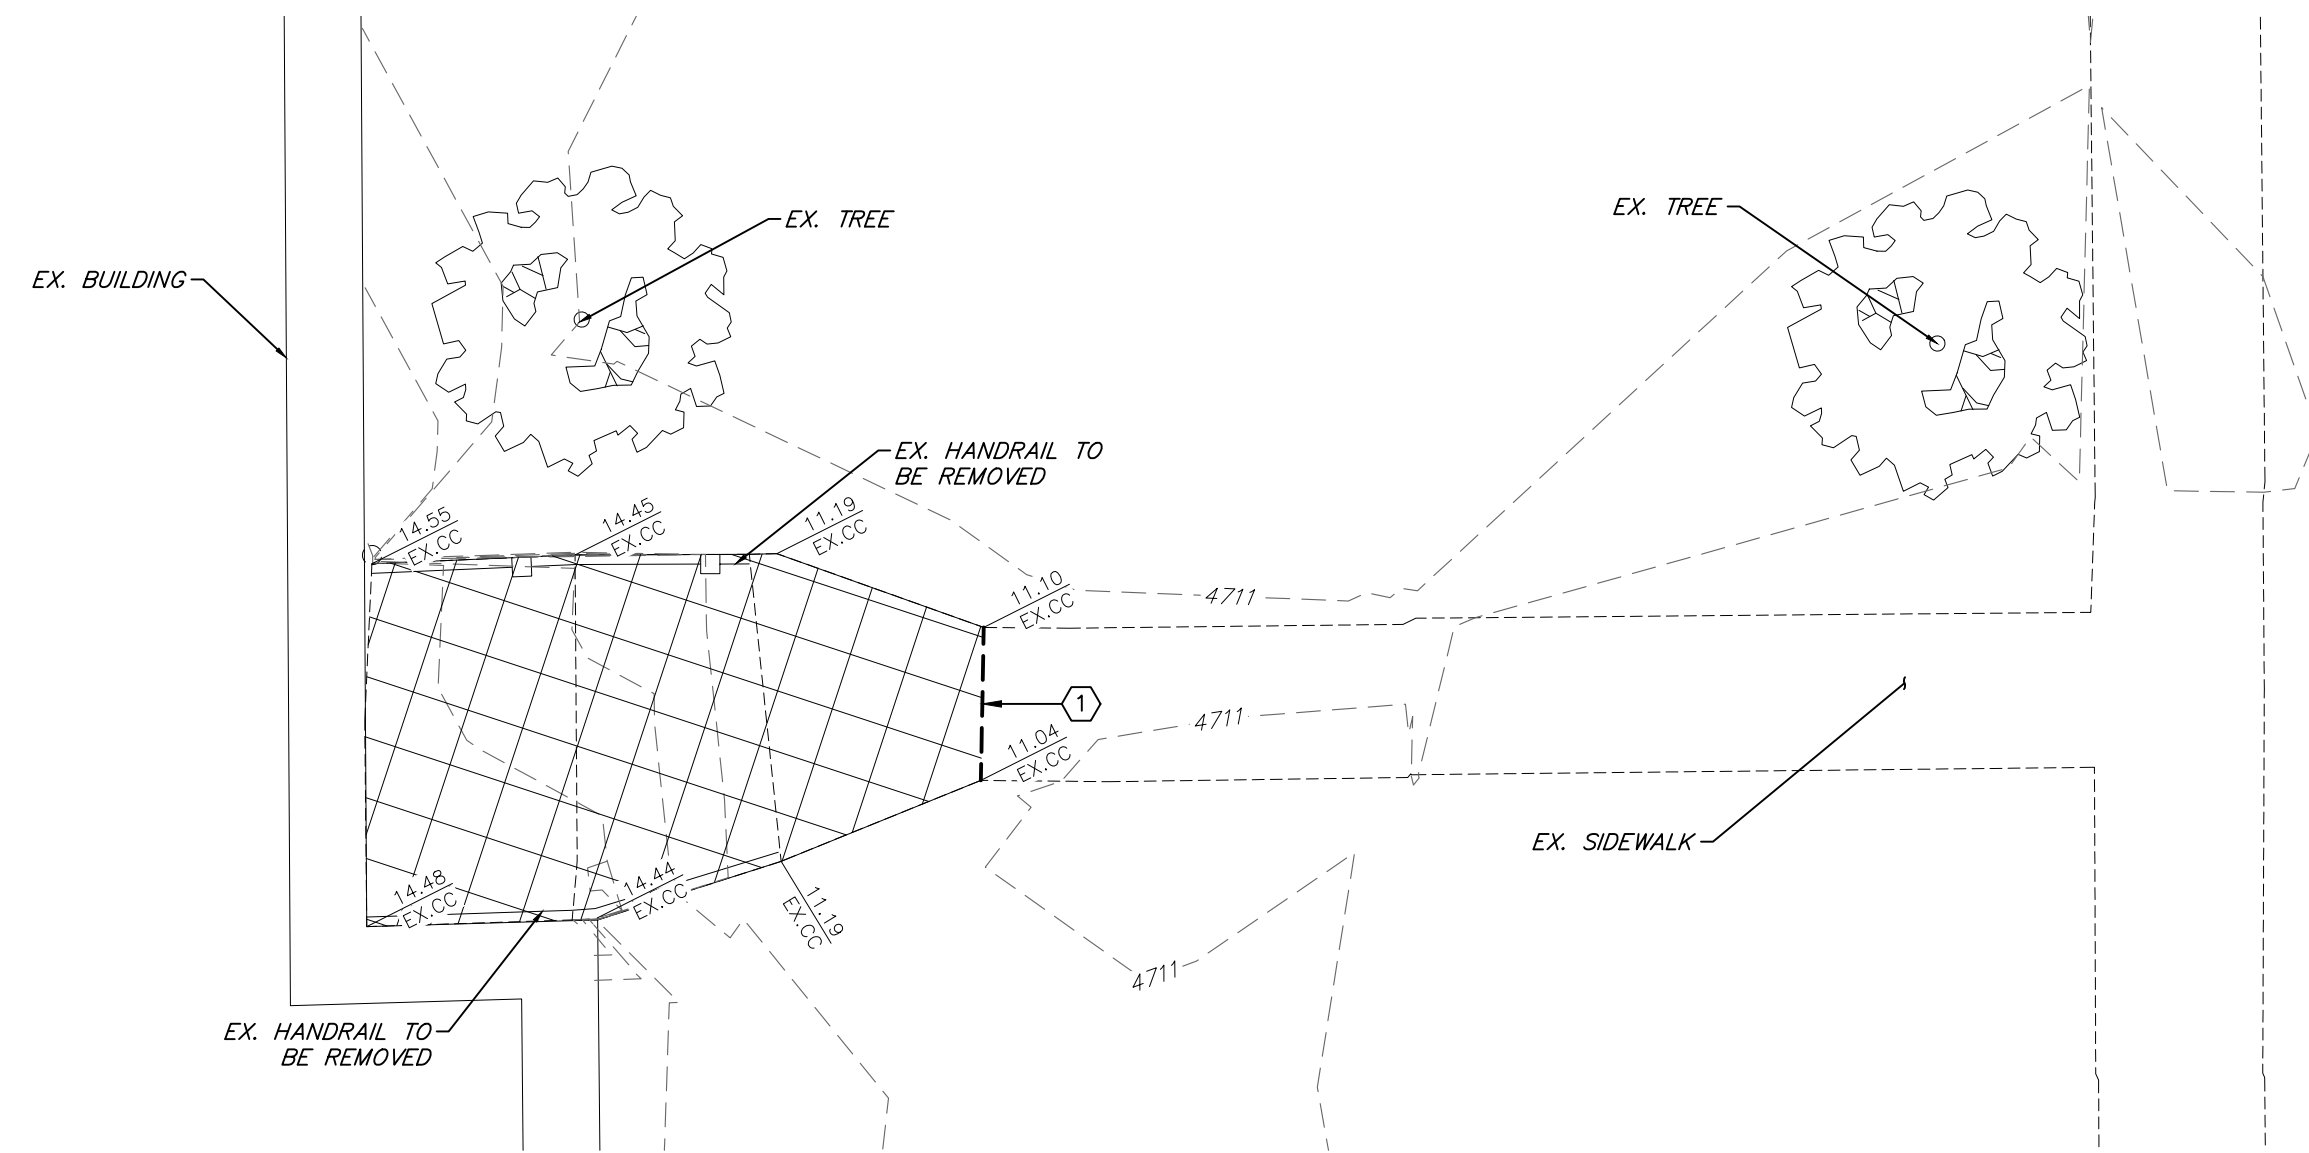 EX. TREE
EX. TREE
EX. BUILDING
EX. HANDRAIL TO
BE REMOVED
14.55
EX.CC
14.45
EX.CC
11.19
EX.CC
11.10
EX.CC
4711
1
4711
11.04
EX.CC
EX. SIDEWALK
14.48
EX.CC
14.44
EX.CC
11.19
EX.CC
4711
EX. HANDRAIL TO
BE REMOVED